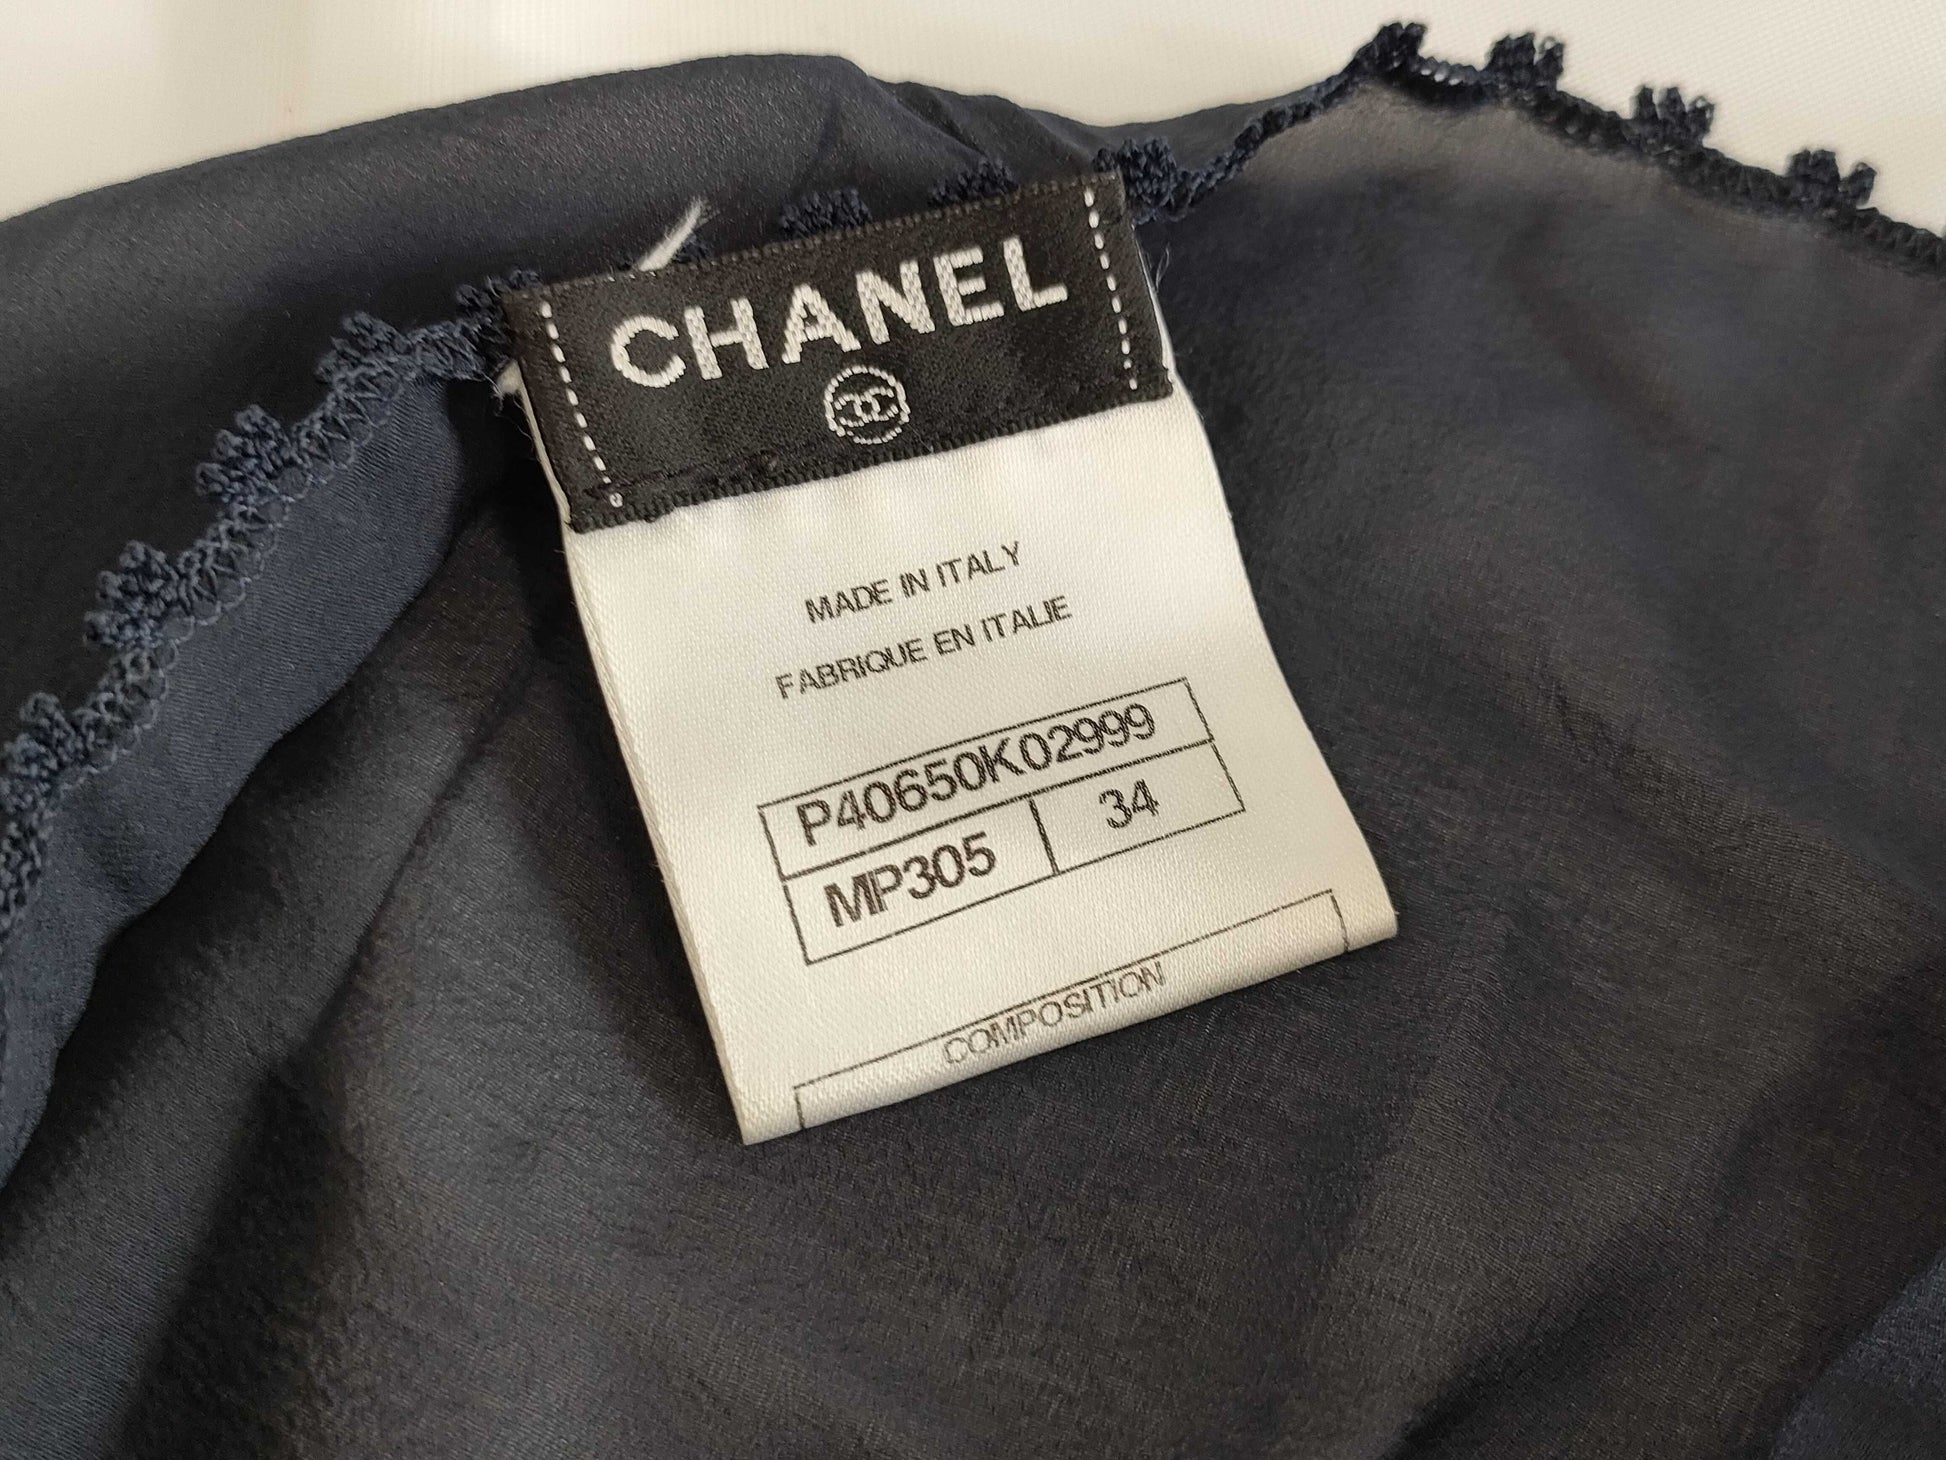 CHANEL
MADE IN ITALY
FABRIQUE EN ITALIE
P40650K02999
MP305 34
COMPOSITION